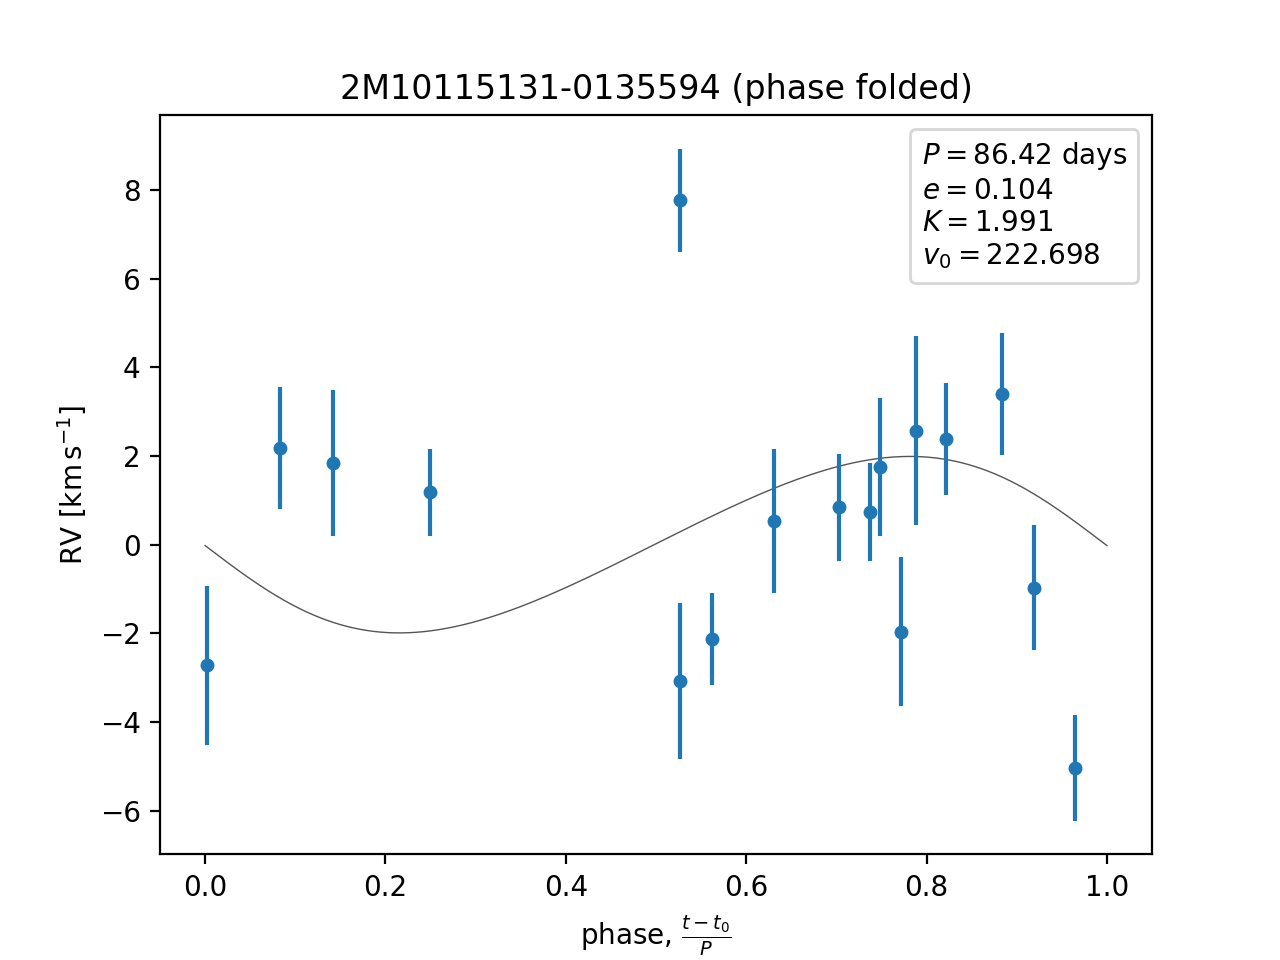 2M10115131-0135594 (phase folded)
P = 86.42 days
e = 0.104
K = 1.991
v₀ = 222.698
RV [km s⁻¹]
8
6
4
2
0
−2
−4
−6
0.0 0.2 0.4 0.6 0.8 1.0
phase, (t − t₀)/P